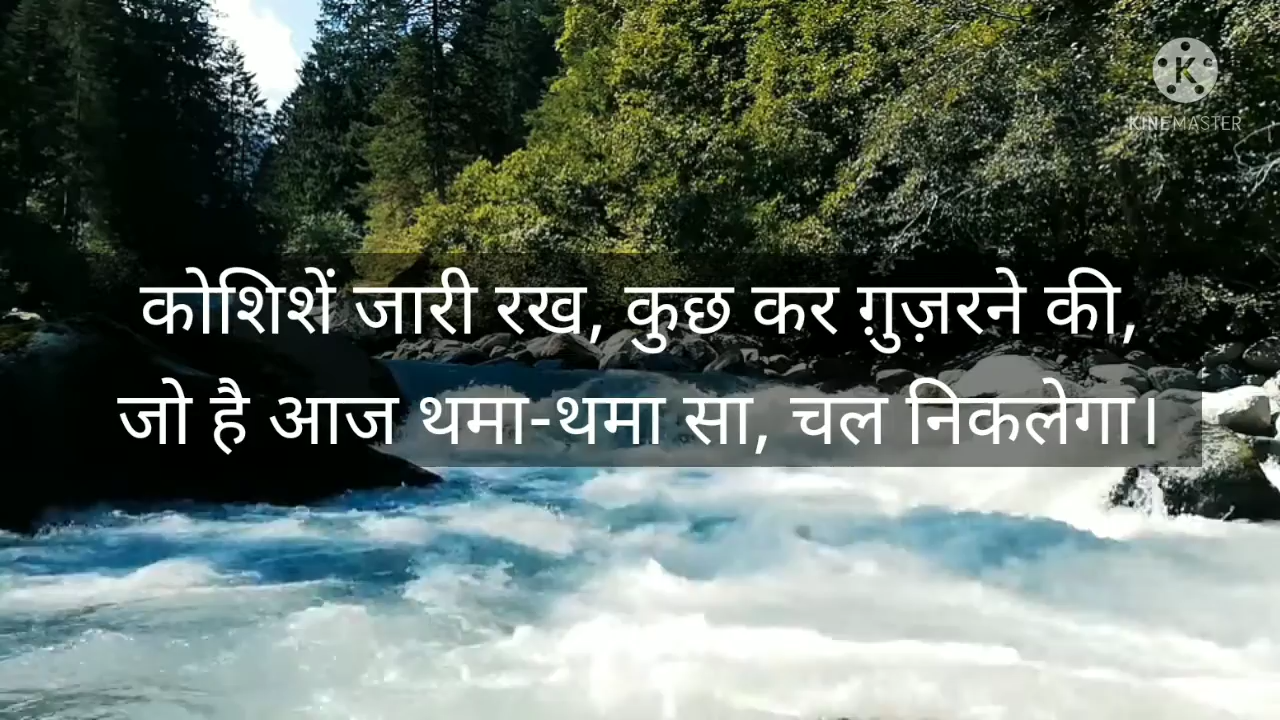 KINEMASTER
कोशिशें जारी रख, कुछ कर ग़ुज़रने की,
जो है आज थमा-थमा सा, चल निकलेगा।